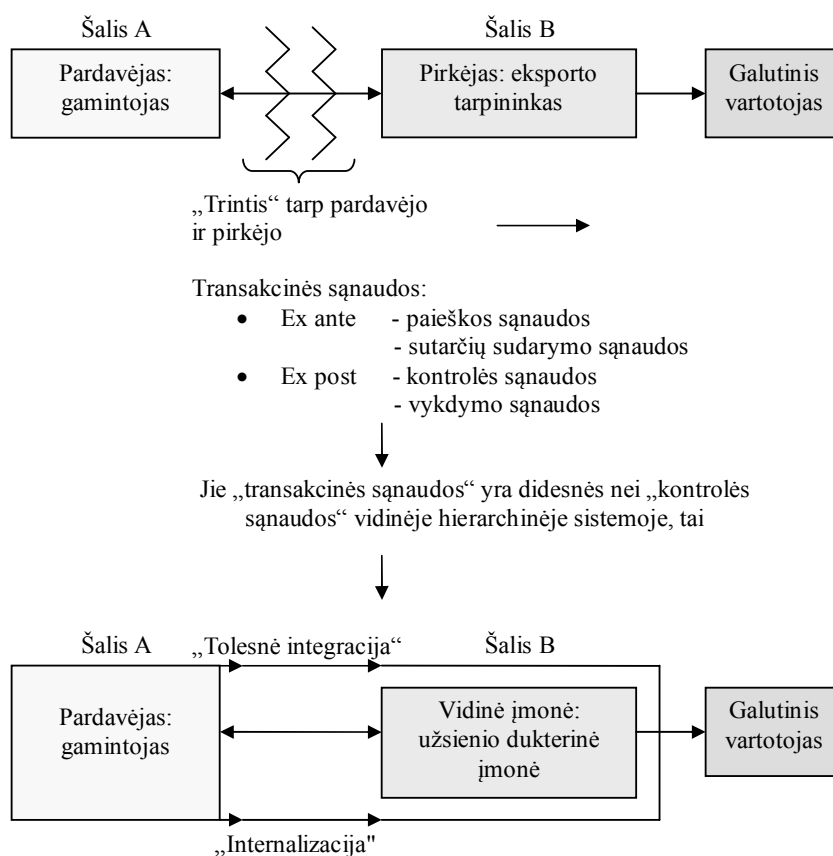 Šalis A
Šalis B
Pardavėjas:
gamintojas
Pirkėjas: eksporto
tarpininkas
Galutinis
vartotojas
„Trintis“ tarp pardavėjo
ir pirkėjo
Transakcinės sąnaudos:
• Ex ante - paieškos sąnaudos
- sutarčių sudarymo sąnaudos
• Ex post - kontrolės sąnaudos
- vykdymo sąnaudos
Jie „transakcinės sąnaudos“ yra didesnės nei „kontrolės
sąnaudos“ vidinėje hierarchinėje sistemoje, tai
Šalis A
„Tolesnė integracija“
Šalis B
Pardavėjas:
gamintojas
Vidinė įmonė:
užsienio dukterinė
įmonė
Galutinis
vartotojas
„Internalizacija"